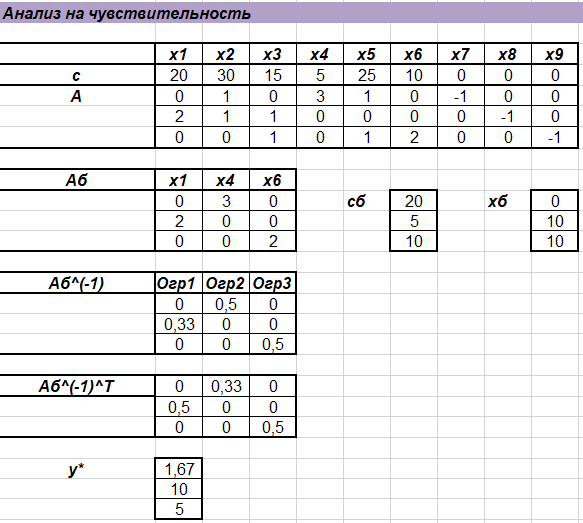 Анализ на чувствительность
x1 x2 x3 x4 x5 x6 x7 x8 x9
с 20 30 15 5 25 10 0 0 0
А 0 1 0 3 1 0 -1 0 0
2 1 1 0 0 0 0 -1 0
0 0 1 0 1 2 0 0 -1
Аб x1 x4 x6
0 3 0 сб 20 хб 0
2 0 0 5 10
0 0 2 10 10
Аб^(-1) Огр1 Огр2 Огр3
0 0,5 0
0,33 0 0
0 0 0,5
Аб^(-1)^Т 0 0,33 0
0,5 0 0
0 0 0,5
у* 1,67
10
5